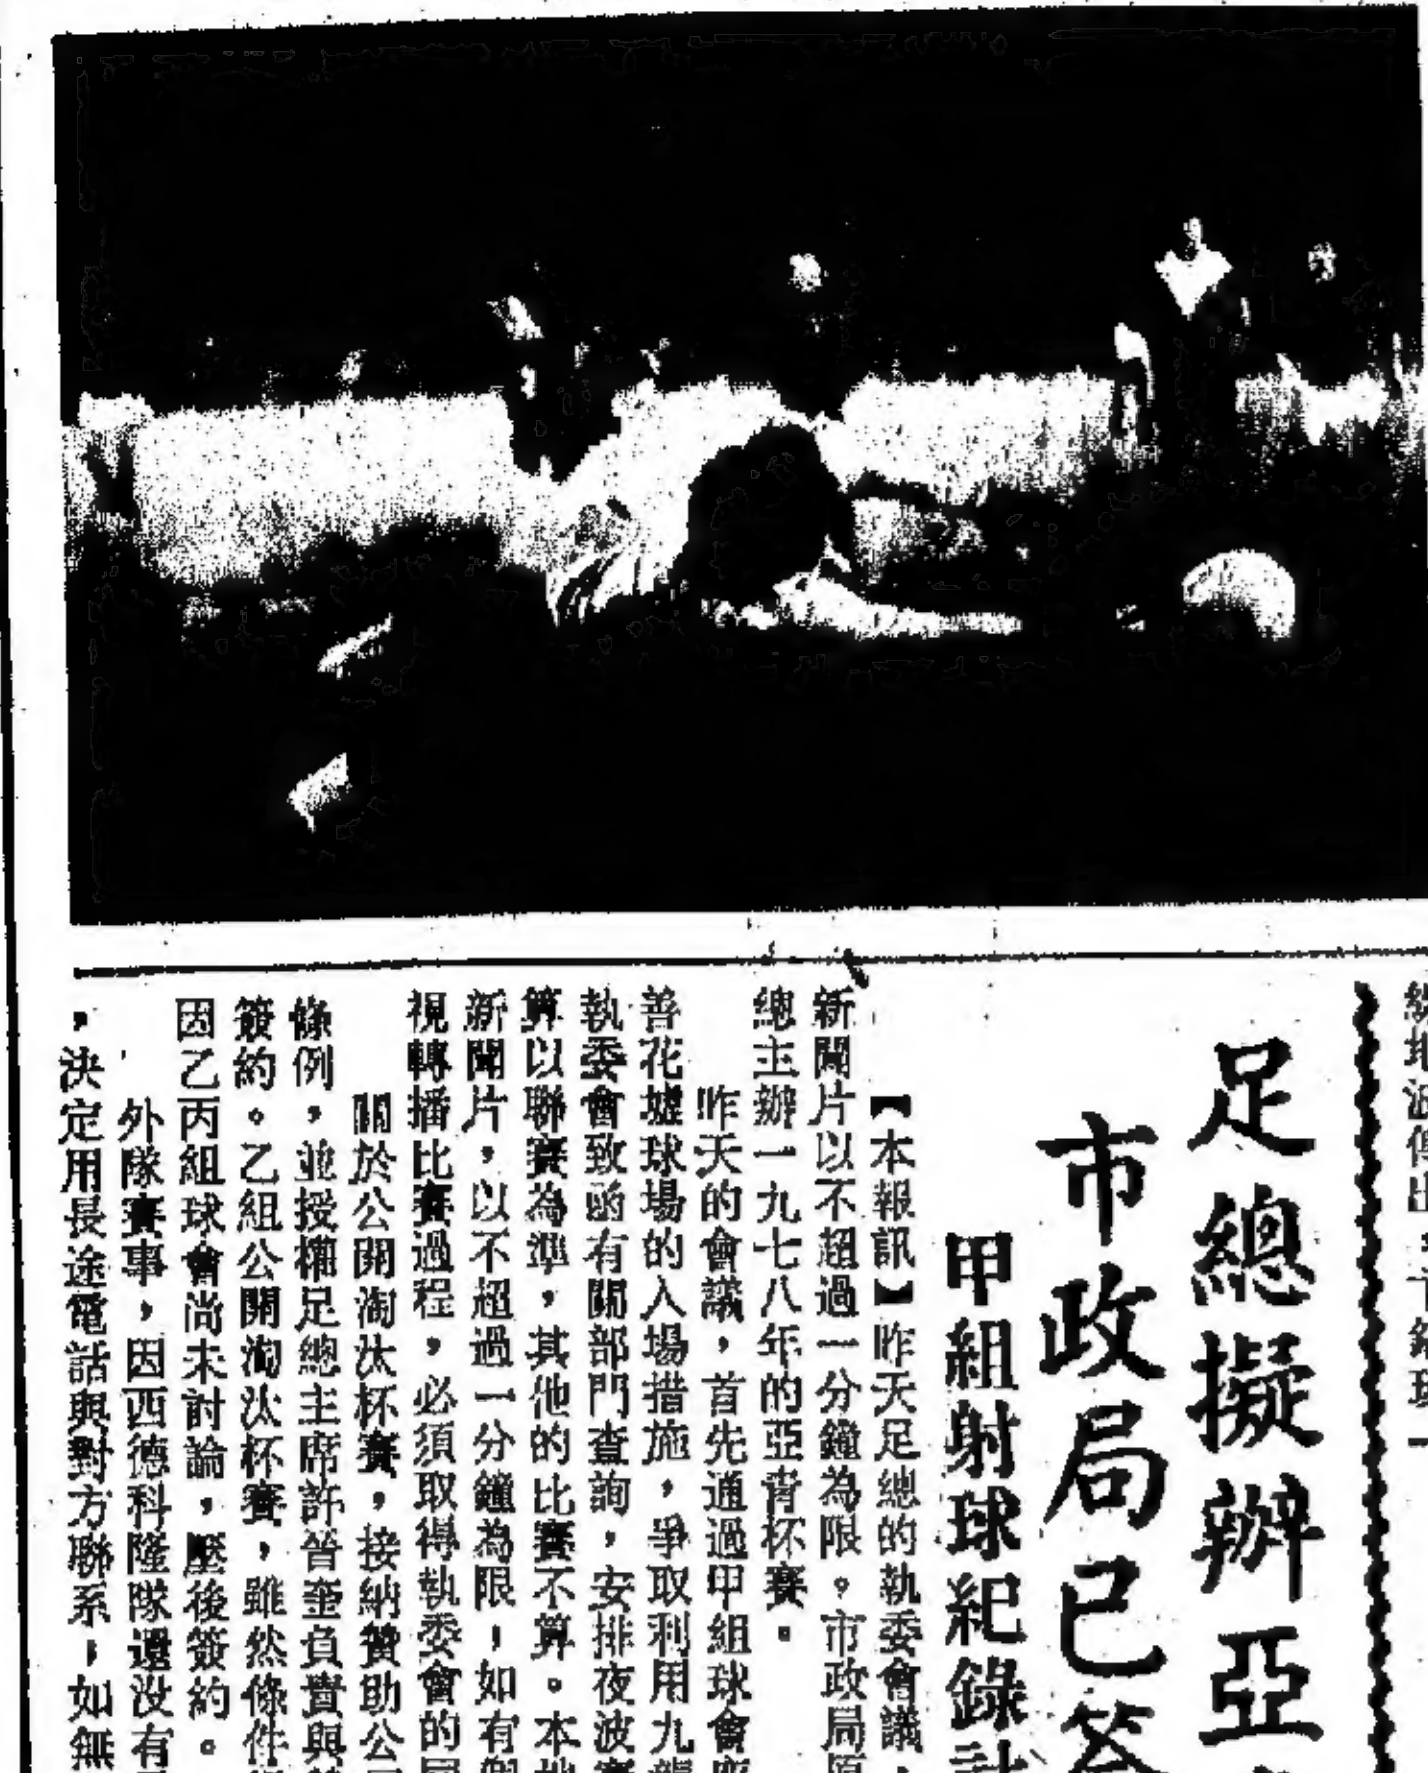 足總擬辦亞
市政局已答
甲組射球紀錄
【本報訊】昨天足總的執委會議，
新聞片以不超過一分鐘為限。市政局
總主辦一九七八年的亞青杯賽。
昨天的會議，首先通過甲組球會
善花墟球場的入場措施，爭取利用九龍
執委會致函有關部門查詢，安排夜波賽
算以聯賽為準，其他的比賽不算。本地
新聞片，以不超過一分鐘為限，如有
視轉播比賽過程，必須取得執委會的
關於公開淘汰杯賽，接納贊助公
條例，並授權足總主席許晉奎負責與
簽約。乙組公開淘汰杯賽，雖然條件
因乙丙組球會尚未討論，壓後簽約。
外隊賽事，因西德科隆隊還沒有
，決定用長途電話與對方聯系，如無